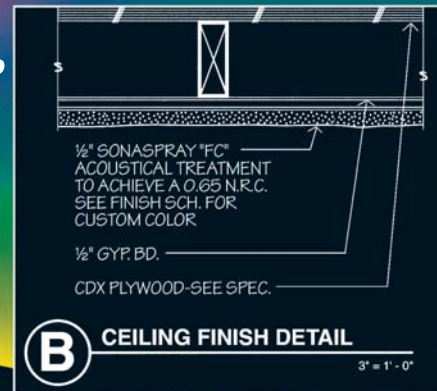 ½" SONASPRAY "FC"
ACOUSTICAL TREATMENT
TO ACHIEVE A 0.65 N.R.C.
SEE FINISH SCH. FOR
CUSTOM COLOR
½" GYP. BD.
CDX PLYWOOD-SEE SPEC.
B CEILING FINISH DETAIL
3" = 1' - 0"